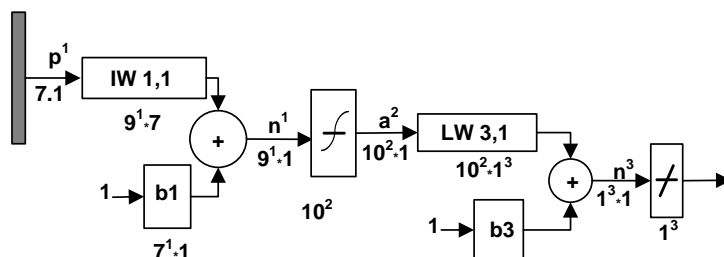 p¹
7.1
IW 1,1
9¹*7
+
n¹
9¹*1
1
b1
7¹*1
10²
a²
10²*1
LW 3,1
10²*1³
+
n³
1³*1
1
b3
1³